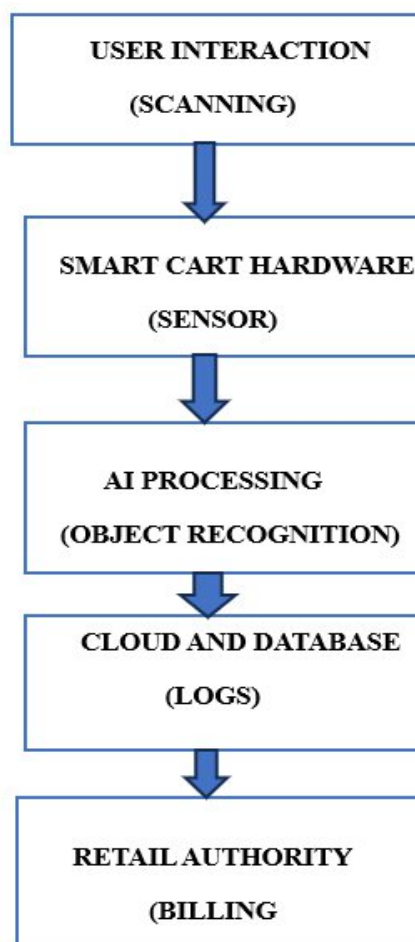 USER INTERACTION
(SCANNING)
SMART CART HARDWARE
(SENSOR)
AI PROCESSING
(OBJECT RECOGNITION)
CLOUD AND DATABASE
(LOGS)
RETAIL AUTHORITY
(BILLING